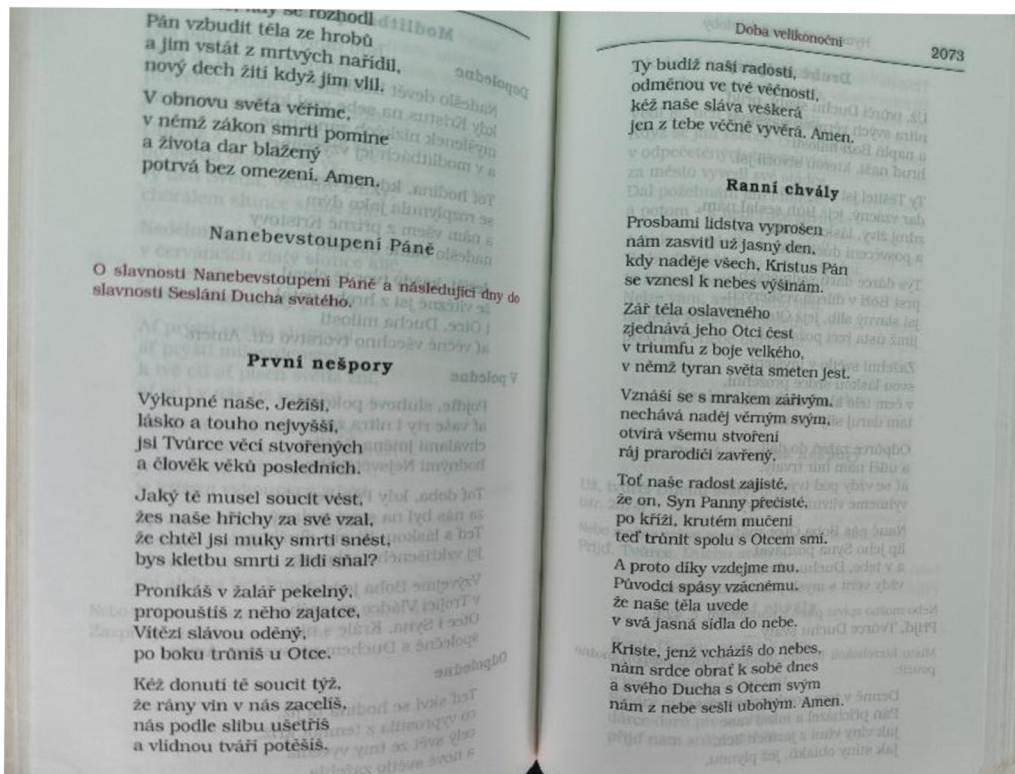 kdy se rozhodl
Pán vzbudit těla ze hrobů
a jim vstát z mrtvých nařídil,
nový dech žití když jim vlil.
V obnovu světa věříme,
v němž zákon smrti pomine
a života dar blažený
potrvá bez omezení. Amen.
Nanebevstoupení Páně
O slavnosti Nanebevstoupení Páně a následující dny do
slavnosti Seslání Ducha svatého.
První nešpory
Výkupné naše, Ježíši,
lásko a touho nejvyšší,
jsi Tvůrce věcí stvořených
a člověk věků posledních.
Jaký tě musel soucit vést,
žes naše hříchy za své vzal,
že chtěl jsi muky smrti snést,
bys kletbu smrti z lidí sňal?
Pronikáš v žalář pekelný,
propouštíš z něho zajatce,
Vítězi slávou oděný,
po boku trůníš u Otce.
Kéž donutí tě soucit týž,
že rány vin v nás zacelíš,
nás podle slibu ušetříš
a vlídnou tváří potěšíš.
Doba velikonoční 2073
Ty budiž naší radostí,
odměnou ve tvé věčnosti,
kéž naše sláva veškerá
jen z tebe věčně vyvěrá. Amen.
Ranní chvály
Prosbami lidstva vyprošen
nám zasvitl už jasný den,
kdy naděje všech, Kristus Pán
se vznesl k nebes výšinám.
Zář těla oslaveného
zjednává jeho Otci čest
v triumfu z boje velkého,
v němž tyran světa smeten jest.
Vznáší se s mrakem zářivým,
nechává naděj věrným svým,
otvírá všemu stvoření
ráj prarodiči zavřený.
Toť naše radost zajisté,
že on, Syn Panny přečisté,
po kříži, krutém mučení
teď trůnit spolu s Otcem smí.
A proto díky vzdejme mu,
Původci spásy vzácnému,
že naše těla uvede
v svá jasná sídla do nebe.
Kriste, jenž vcházíš do nebes,
nám srdce obrať k sobě dnes
a svého Ducha s Otcem svým
nám z nebe sešli ubohým. Amen.